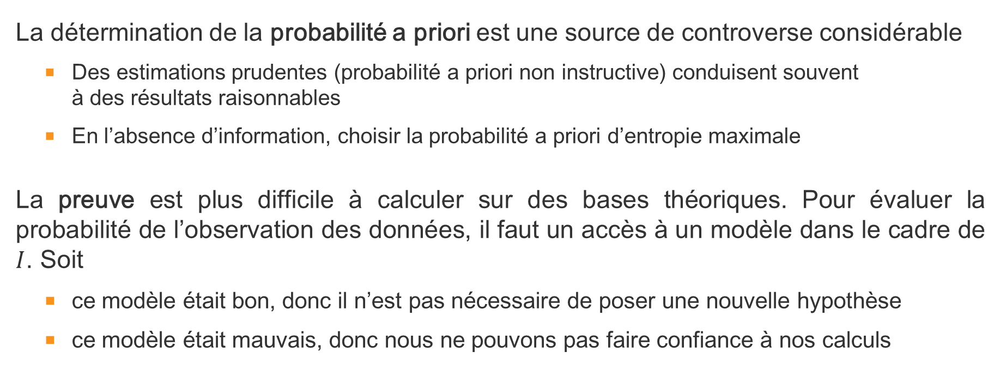 La détermination de la probabilité a priori est une source de controverse considérable
▪ Des estimations prudentes (probabilité a priori non instructive) conduisent souvent
à des résultats raisonnables
▪ En l’absence d’information, choisir la probabilité a priori d’entropie maximale
La preuve est plus difficile à calculer sur des bases théoriques. Pour évaluer la
probabilité de l’observation des données, il faut un accès à un modèle dans le cadre de
I. Soit
▪ ce modèle était bon, donc il n’est pas nécessaire de poser une nouvelle hypothèse
▪ ce modèle était mauvais, donc nous ne pouvons pas faire confiance à nos calculs